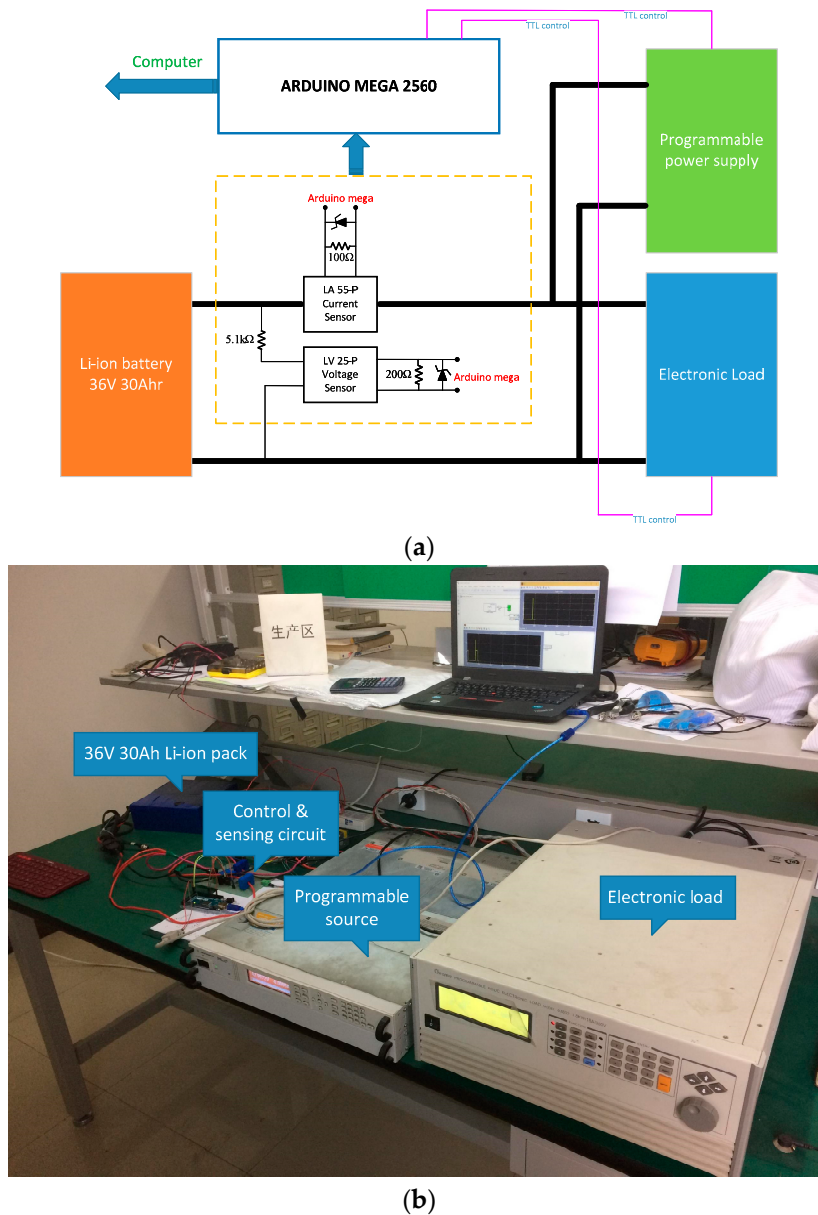 TTL control
TTL control
Computer
ARDUINO MEGA 2560
Programmable
power supply
Arduino mega
100Ω
LA 55-P
Current
Sensor
5.1kΩ
Li-ion battery
36V 30Ahr
LV 25-P
Voltage
Sensor
200Ω
Arduino mega
Electronic Load
TTL control
(a)
生产区
36V 30Ah Li-ion pack
Control &
sensing circuit
Programmable
source
Electronic load
(b)